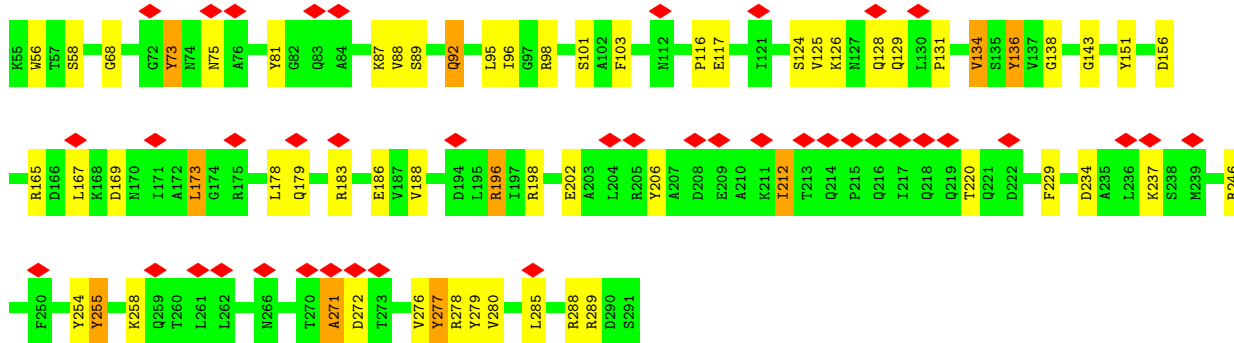 K55 W56 T57 S58 G68 G72 Y73 N74 N75 A76 Y81 G82 Q83 A84 K87 V88 S89 Q92 L95 I96 G97 R98 S101 A102 F103 N112 P116 E117 I121 S124 V125 K126 N127 Q128 Q129 L130 P131 V134 S135 Y136 V137 G138 G143 Y151 D156
R165 D166 L167 K168 D169 N170 I171 A172 L173 G174 R175 L178 Q179 R183 E186 V187 V188 D194 L195 R196 I197 R198 E202 A203 L204 R205 Y206 A207 D208 E209 A210 K211 I212 T213 Q214 P215 Q216 I217 Q218 Q219 T220 Q221 D222 F229 D234 A235 L236 K237 S238 M239 R246
F250 Y254 Y255 K258 Q259 T260 L261 L262 N266 T270 A271 D272 T273 V276 Y277 R278 Y279 V280 L285 R288 R289 D290 S291